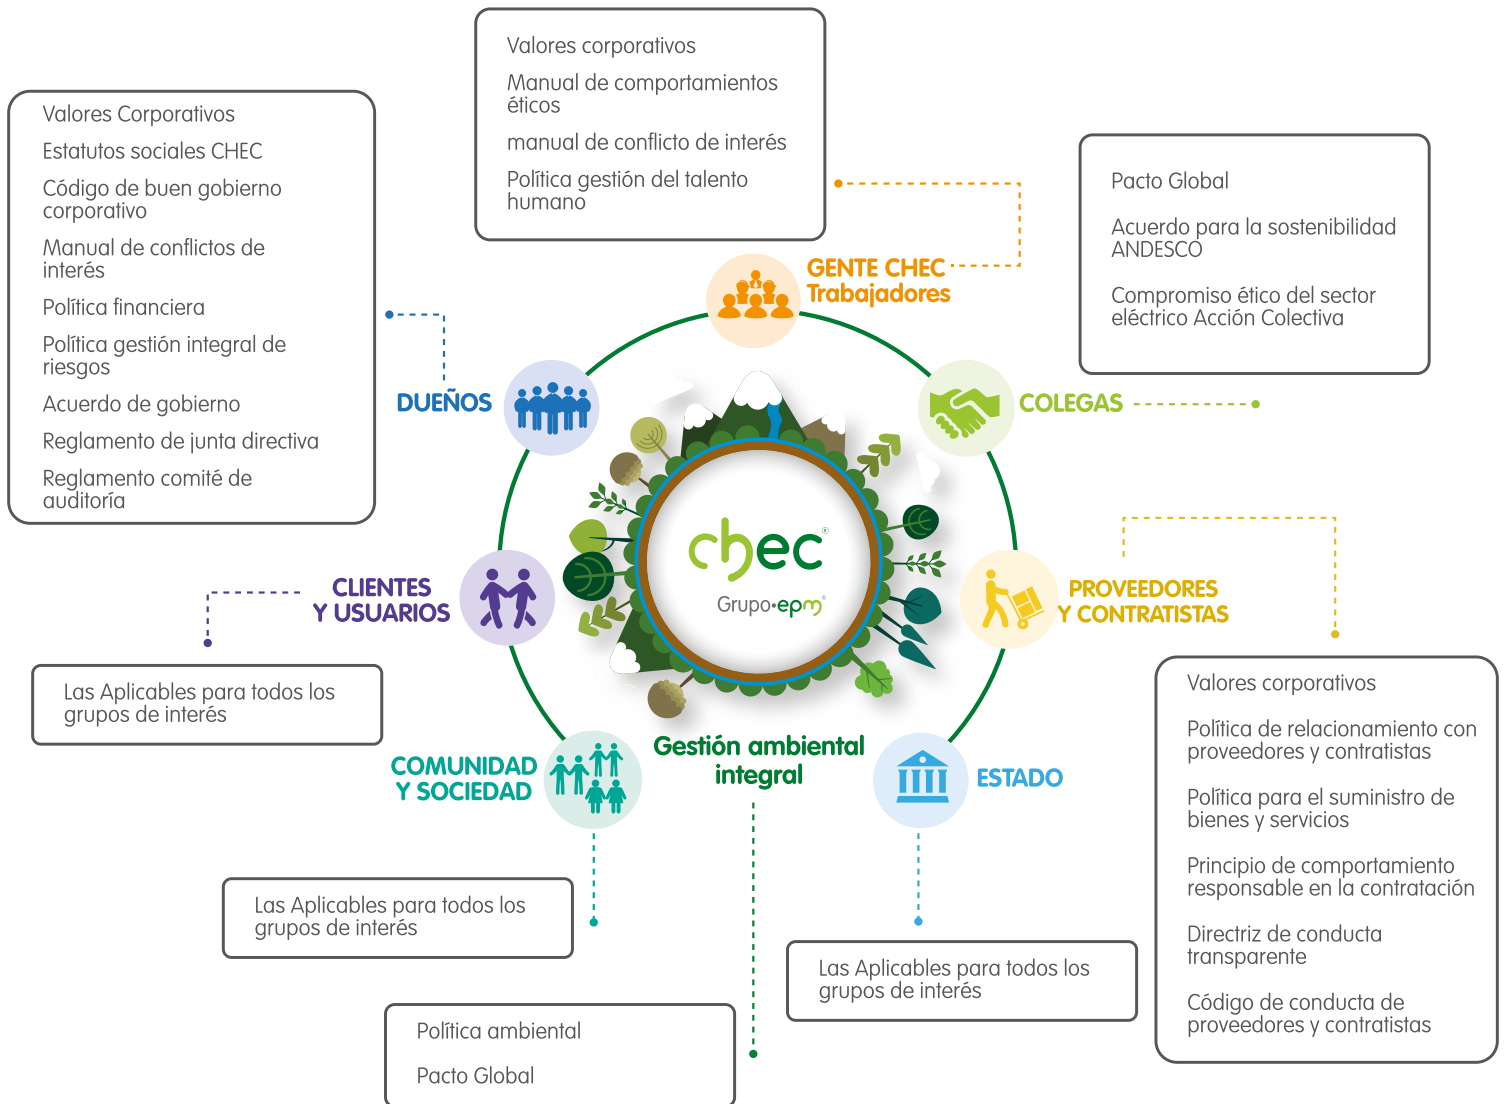 Valores corporativos
Manual de comportamientos
éticos
manual de conflicto de interés
Política gestión del talento
humano
Valores Corporativos
Estatutos sociales CHEC
Código de buen gobierno
corporativo
Manual de conflictos de
interés
Política financiera
Política gestión integral de
riesgos
Acuerdo de gobierno
Reglamento de junta directiva
Reglamento comité de
auditoría
Pacto Global
Acuerdo para la sostenibilidad
ANDESCO
Compromiso ético del sector
eléctrico Acción Colectiva
GENTE CHEC
Trabajadores
DUEÑOS
COLEGAS
chec®
Grupo•epm®
CLIENTES
Y USUARIOS
PROVEEDORES
Y CONTRATISTAS
Las Aplicables para todos los
grupos de interés
Valores corporativos
Política de relacionamiento con
proveedores y contratistas
Política para el suministro de
bienes y servicios
Principio de comportamiento
responsable en la contratación
Directriz de conducta
transparente
Código de conducta de
proveedores y contratistas
COMUNIDAD
Y SOCIEDAD
Gestión ambiental
integral
ESTADO
Las Aplicables para todos los
grupos de interés
Las Aplicables para todos los
grupos de interés
Política ambiental
Pacto Global